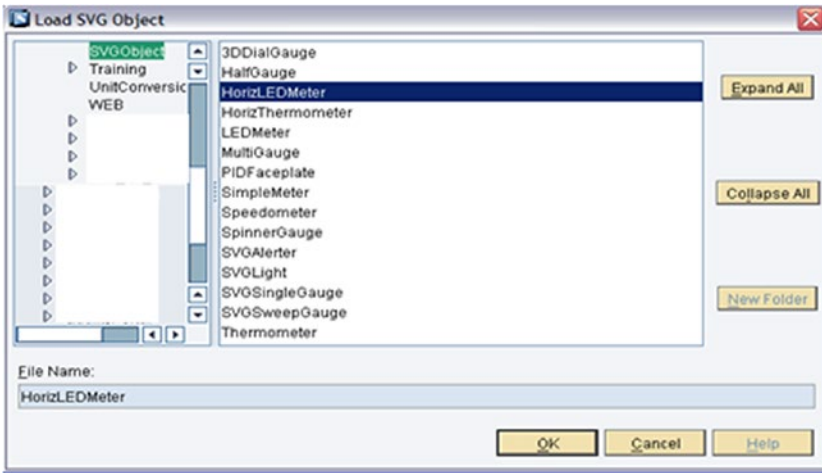 Load SVG Object
SVGObject
Training
UnitConversic
WEB
3DDialGauge
HalfGauge
HorizLEDMeter
HorizThermometer
LEDMeter
MultiGauge
PIDFaceplate
SimpleMeter
Speedometer
SpinnerGauge
SVGAlerter
SVGLight
SVGSingleGauge
SVGSweepGauge
Thermometer
Expand All
Collapse All
New Folder
File Name:
HorizLEDMeter
OK
Cancel
Help